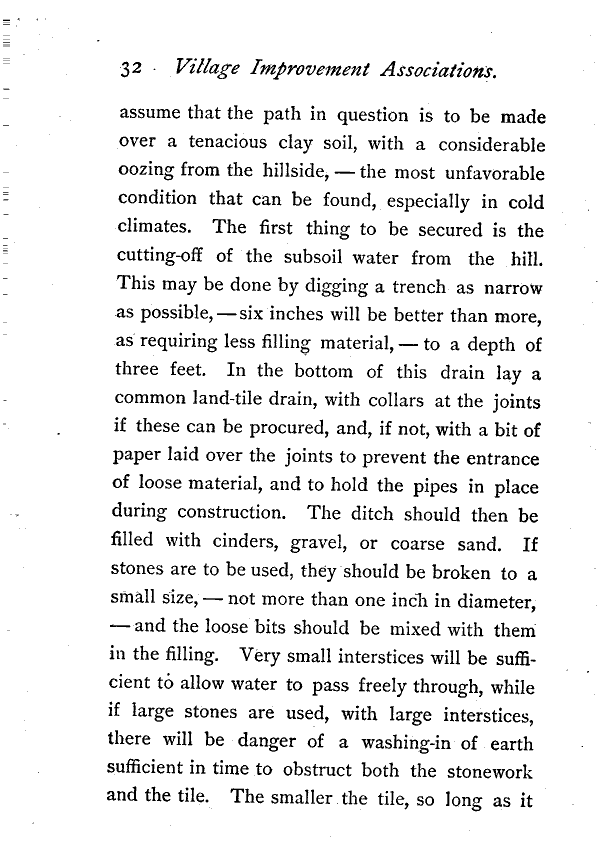 32 Village Improvement Associations.
assume that the path in question is to be made
over a tenacious clay soil, with a considerable
oozing from the hillside, — the most unfavorable
condition that can be found, especially in cold
climates. The first thing to be secured is the
cutting-off of the subsoil water from the hill.
This may be done by digging a trench as narrow
as possible, — six inches will be better than more,
as requiring less filling material, — to a depth of
three feet. In the bottom of this drain lay a
common land-tile drain, with collars at the joints
if these can be procured, and, if not, with a bit of
paper laid over the joints to prevent the entrance
of loose material, and to hold the pipes in place
during construction. The ditch should then be
filled with cinders, gravel, or coarse sand. If
stones are to be used, they should be broken to a
small size, — not more than one inch in diameter,
— and the loose bits should be mixed with them
in the filling. Very small interstices will be suffi-
cient to allow water to pass freely through, while
if large stones are used, with large interstices,
there will be danger of a washing-in of earth
sufficient in time to obstruct both the stonework
and the tile. The smaller the tile, so long as it